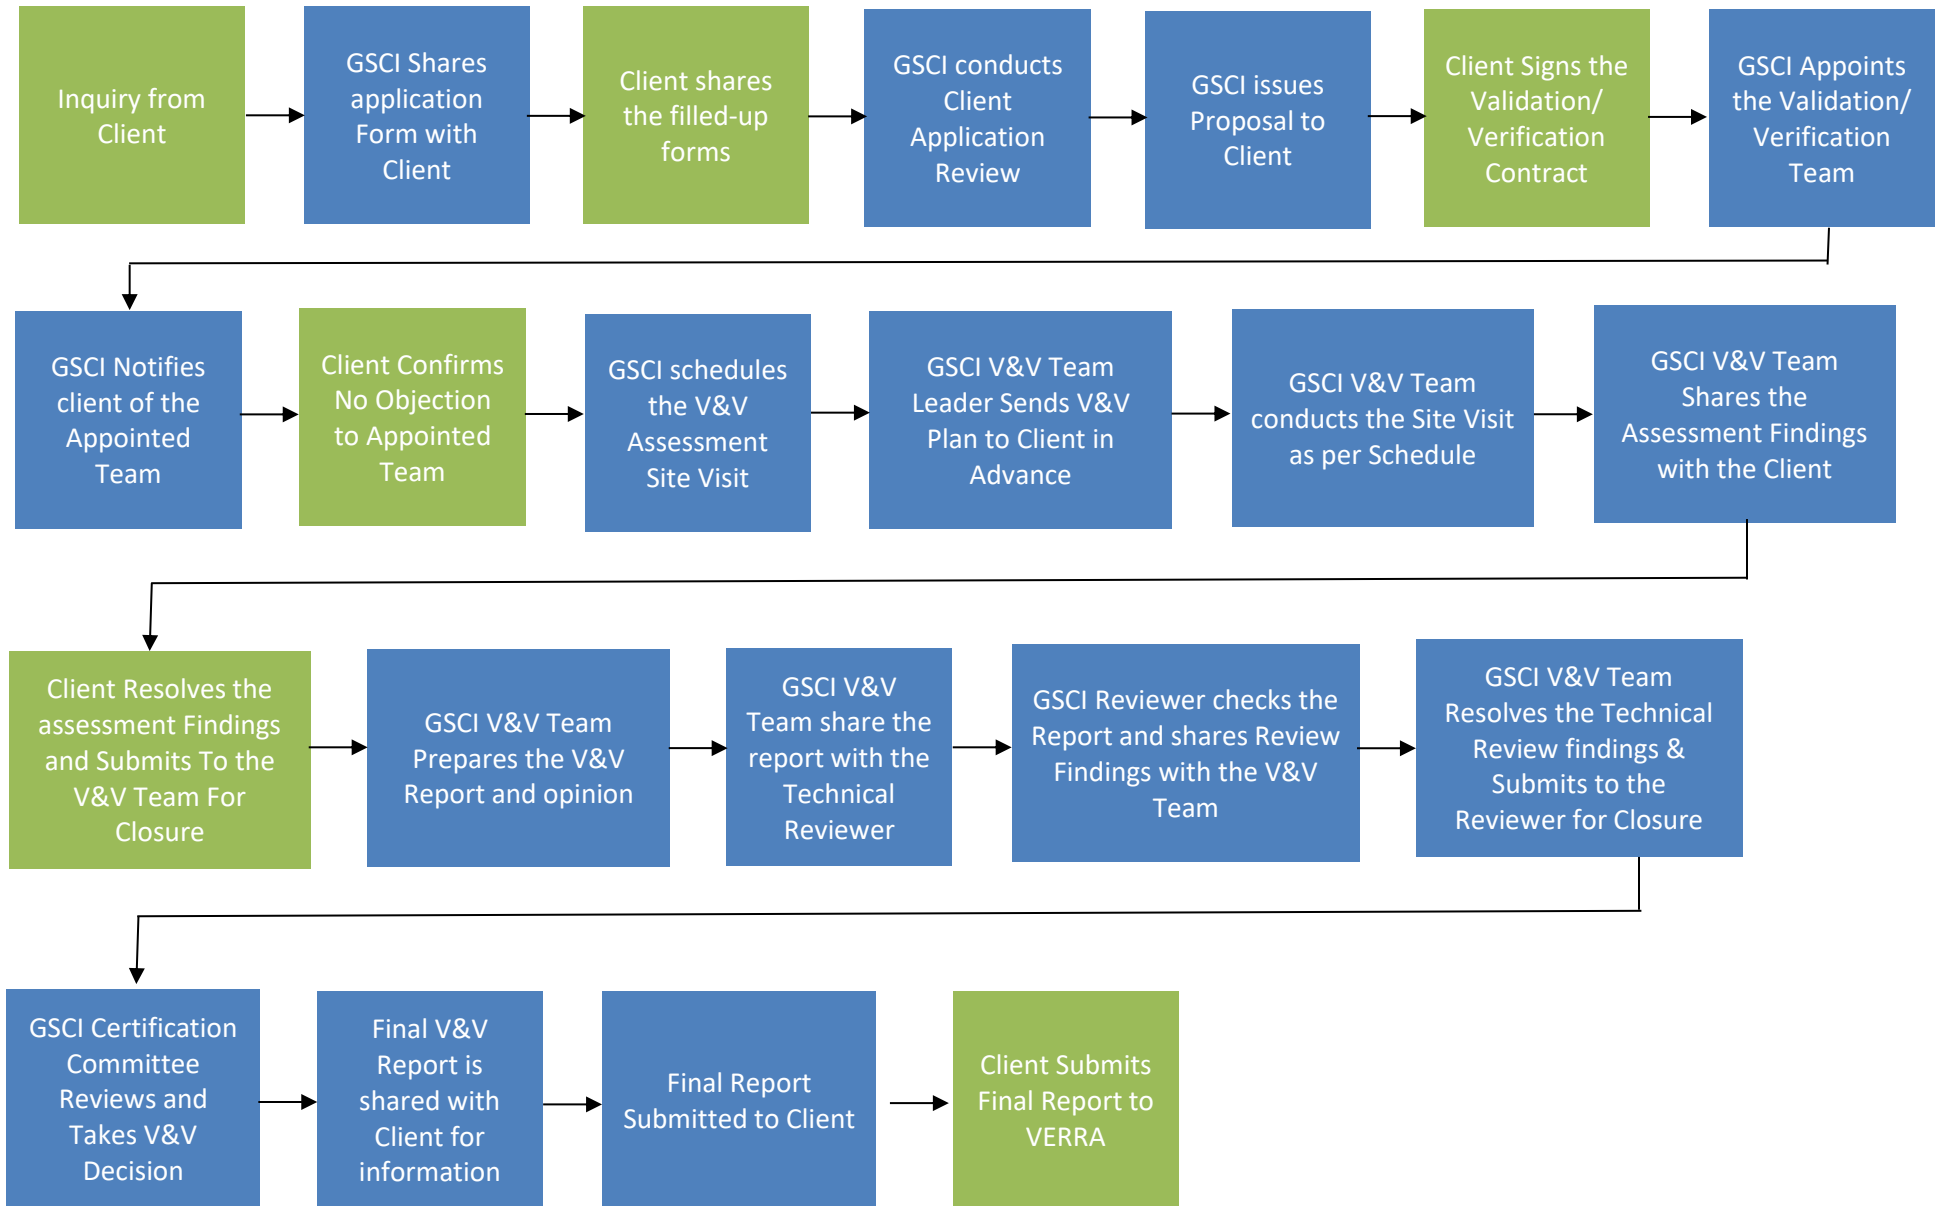 Inquiry from
Client
GSCI Shares
application
Form with
Client
Client shares
the filled-up
forms
GSCI conducts
Client
Application
Review
GSCI issues
Proposal to
Client
Client Signs the
Validation/
Verification
Contract
GSCI Appoints
the Validation/
Verification
Team
GSCI Notifies
client of the
Appointed
Team
Client Confirms
No Objection
to Appointed
Team
GSCI schedules
the V&V
Assessment
Site Visit
GSCI V&V Team
Leader Sends V&V
Plan to Client in
Advance
GSCI V&V Team
conducts the Site Visit
as per Schedule
GSCI V&V Team
Shares the
Assessment Findings
with the Client
Client Resolves the
assessment Findings
and Submits To the
V&V Team For
Closure
GSCI V&V Team
Prepares the V&V
Report and opinion
GSCI V&V
Team share the
report with the
Technical
Reviewer
GSCI Reviewer checks the
Report and shares Review
Findings with the V&V
Team
GSCI V&V Team
Resolves the Technical
Review findings &
Submits to the
Reviewer for Closure
GSCI Certification
Committee
Reviews and
Takes V&V
Decision
Final V&V
Report is
shared with
Client for
information
Final Report
Submitted to Client
Client Submits
Final Report to
VERRA